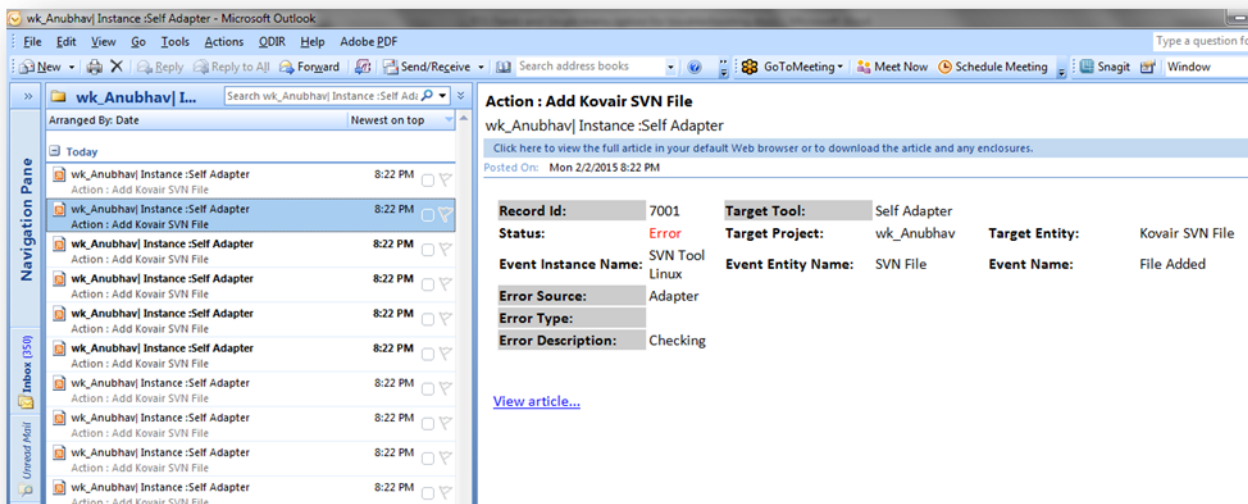 wk_Anubhav| Instance :Self Adapter - Microsoft Outlook
File Edit View Go Tools Actions QDIR Help Adobe PDF
Type a question fo
New Reply Reply to All Forward Send/Receive Search address books GoToMeeting Meet Now Schedule Meeting Snagit Window
» wk_Anubhav| I... Search wk_Anubhav| Instance :Self Ada
Arranged By: Date Newest on top
Today
wk_Anubhav| Instance :Self Adapter 8:22 PM
Action : Add Kovair SVN File
wk_Anubhav| Instance :Self Adapter 8:22 PM
Action : Add Kovair SVN File
wk_Anubhav| Instance :Self Adapter 8:22 PM
Action : Add Kovair SVN File
wk_Anubhav| Instance :Self Adapter 8:22 PM
Action : Add Kovair SVN File
wk_Anubhav| Instance :Self Adapter 8:22 PM
Action : Add Kovair SVN File
wk_Anubhav| Instance :Self Adapter 8:22 PM
Action : Add Kovair SVN File
wk_Anubhav| Instance :Self Adapter 8:22 PM
Action : Add Kovair SVN File
wk_Anubhav| Instance :Self Adapter 8:22 PM
Action : Add Kovair SVN File
wk_Anubhav| Instance :Self Adapter 8:22 PM
Action : Add Kovair SVN File
wk_Anubhav| Instance :Self Adapter 8:22 PM
Action : Add Kovair SVN File
Navigation Pane
Inbox (350)
Unread Mail
Action : Add Kovair SVN File
wk_Anubhav| Instance :Self Adapter
Click here to view the full article in your default Web browser or to download the article and any enclosures.
Posted On: Mon 2/2/2015 8:22 PM
Record Id: 7001 Target Tool: Self Adapter
Status: Error Target Project: wk_Anubhav Target Entity: Kovair SVN File
Event Instance Name: SVN Tool Linux Event Entity Name: SVN File Event Name: File Added
Error Source: Adapter
Error Type:
Error Description: Checking
View article...